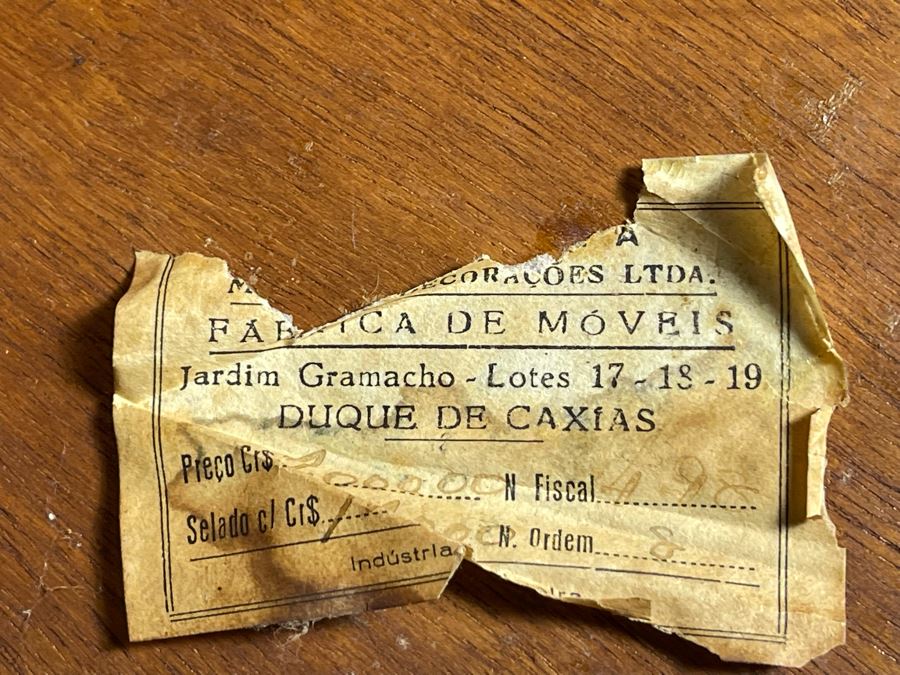 A
DECORAÇÕES LTDA.
FÁBRICA DE MÓVEIS
Jardim Gramacho - Lotes 17 - 18 - 19
DUQUE DE CAXIAS
Preço Cr$ N Fiscal
Selado c/ Cr$ N. Ordem 8
Indústria